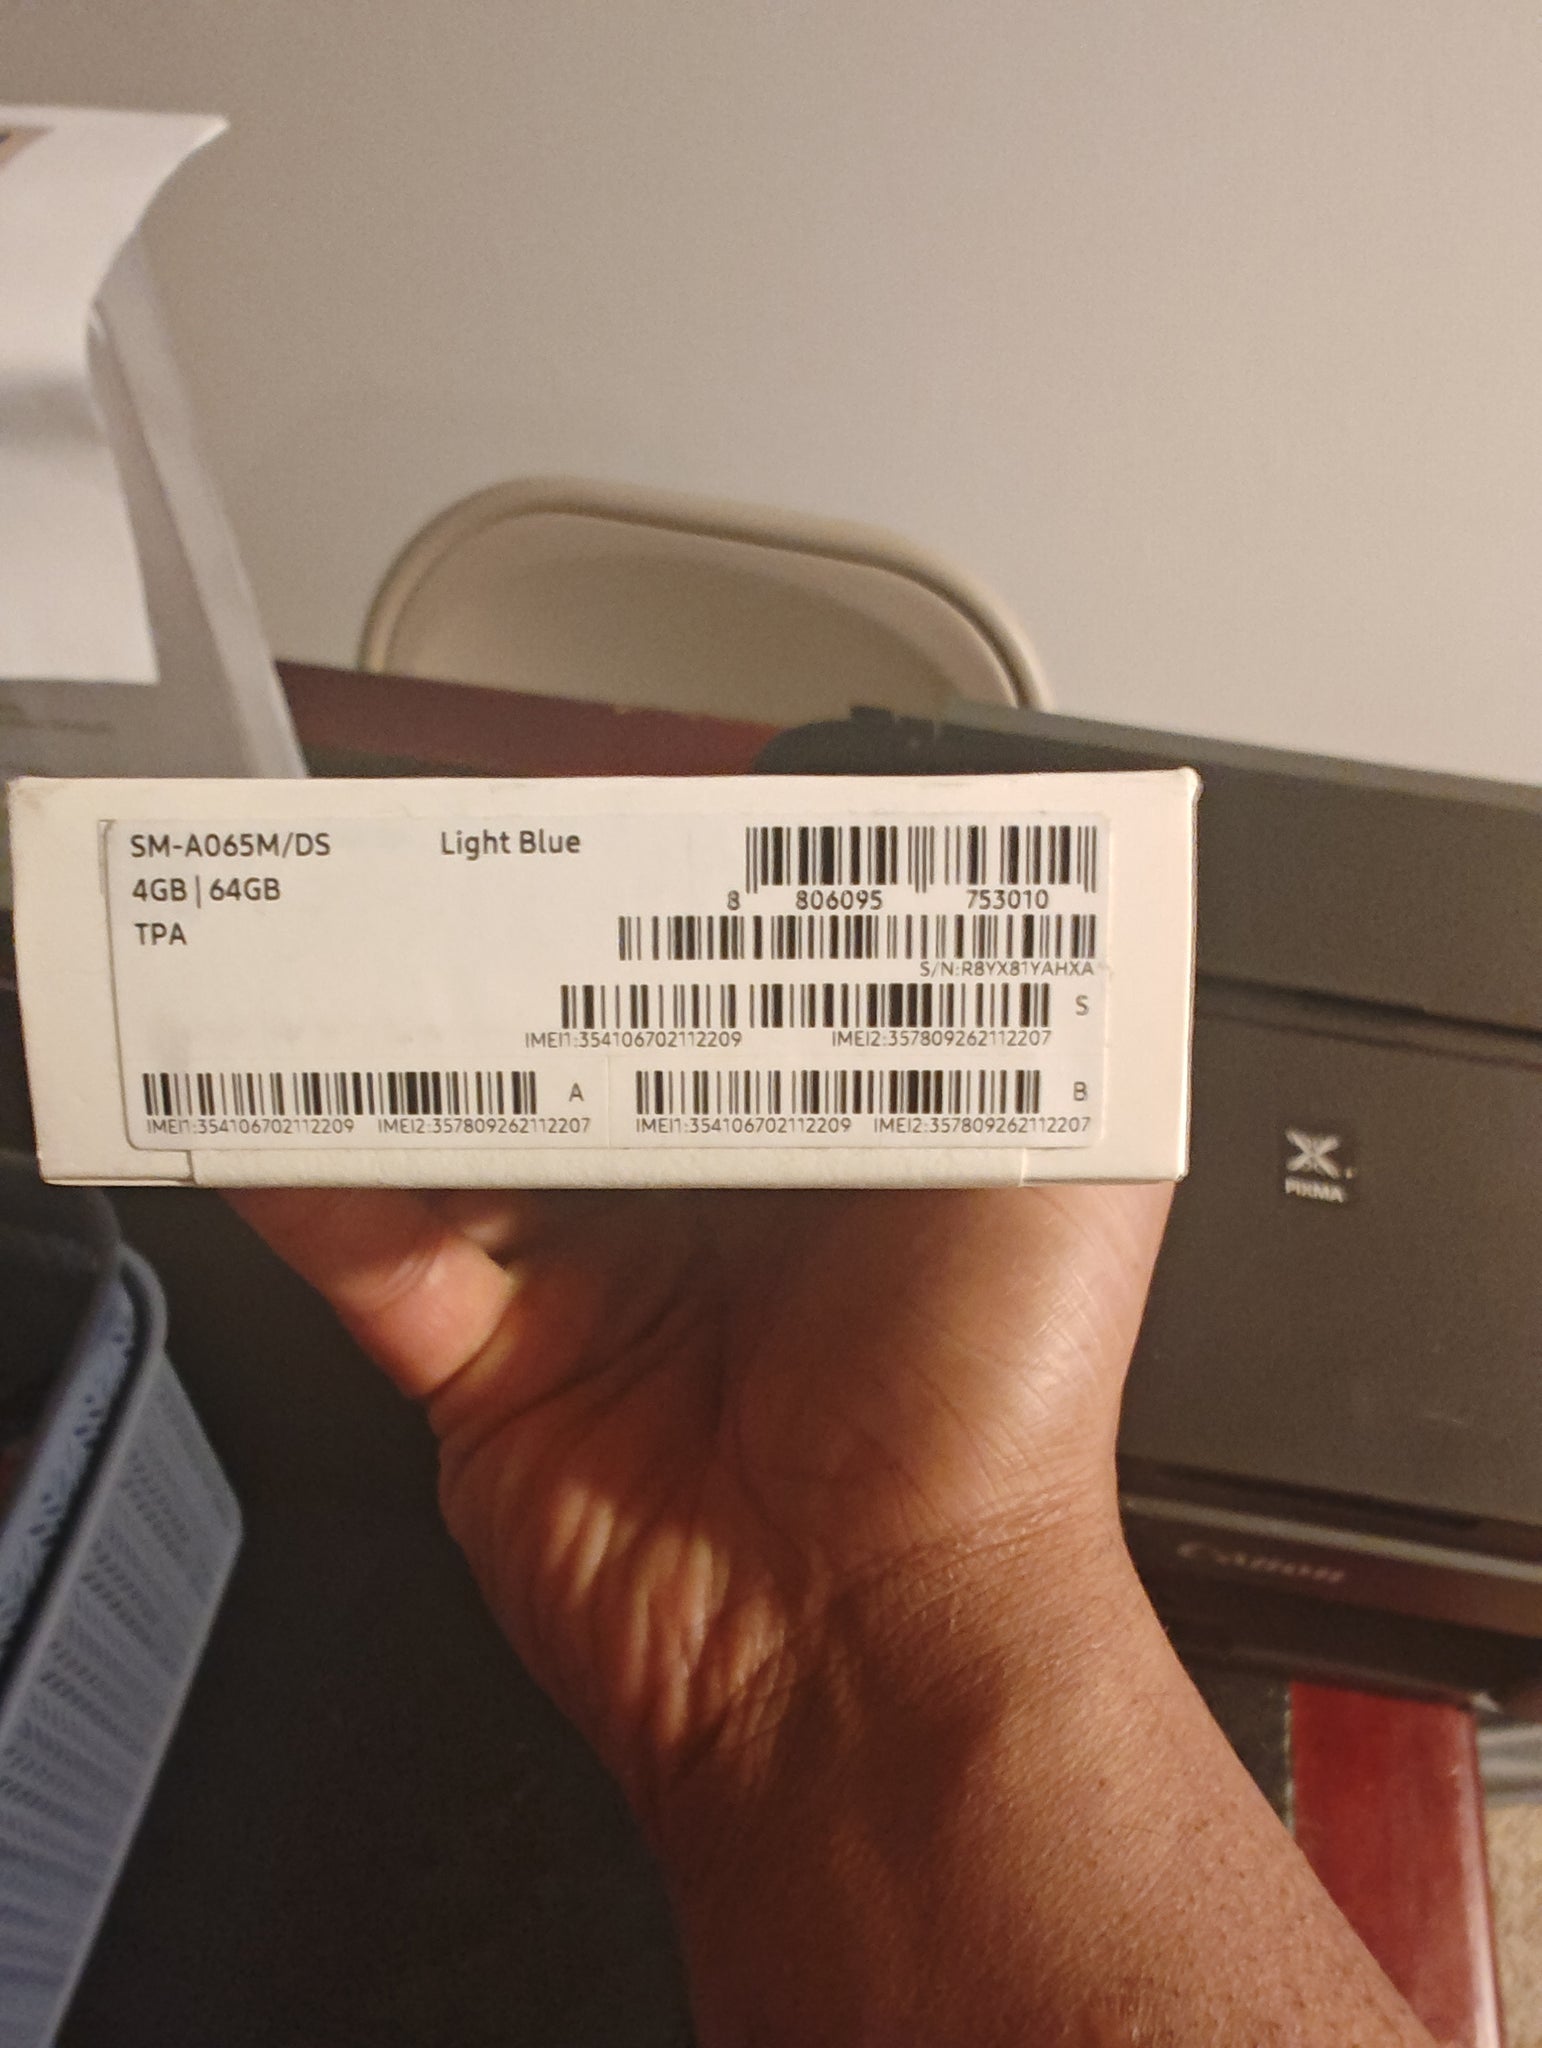 SM-A065M/DS Light Blue
4GB | 64GB
TPA
8 806095 753010
S/N:R8YX81YAHXA
S
IMEI1:354106702112209 IMEI2:357809262112207
A B
IMEI1:354106702112209 IMEI2:357809262112207 IMEI1:354106702112209 IMEI2:357809262112207
PIXMA
Canon